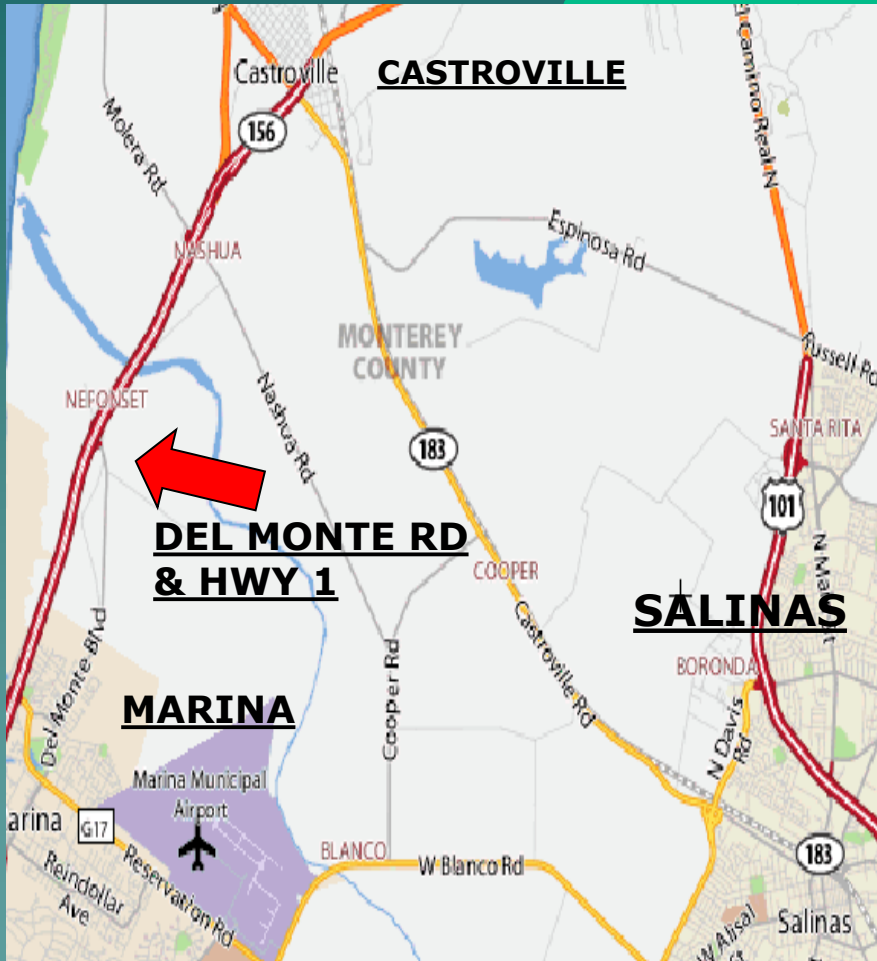 Castroville
CASTROVILLE
156
Molera Rd
El Camino Real N
NASHUA
Espinosa Rd
MONTEREY
COUNTY
Russell Rd
NEPONSET
Nashua Rd
183
SANTA RITA
101
DEL MONTE RD
& HWY 1
COOPER
SALINAS
Castroville Rd
Del Monte Blvd
Cooper Rd
BORONDA
N Davis
Rd
MARINA
Marina Municipal
Airport
arina
G17
Reservation Rd
Reindollar
Ave
BLANCO
W Blanco Rd
183
Salinas
W Alisal